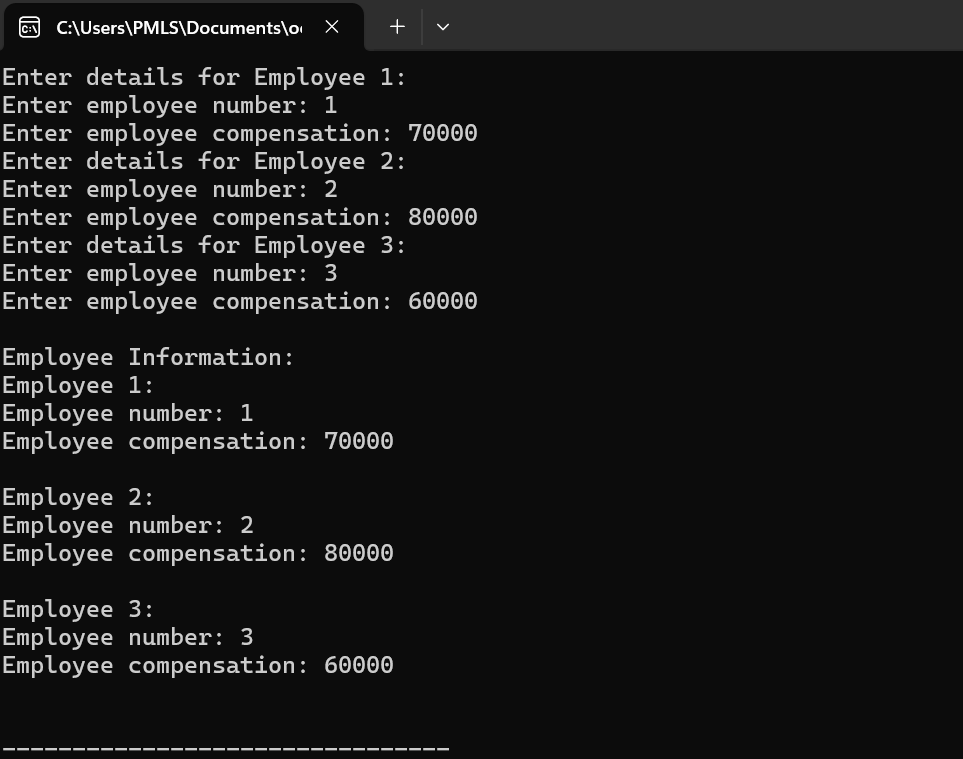 C:\Users\PMLS\Documents\o
Enter details for Employee 1:
Enter employee number: 1
Enter employee compensation: 70000
Enter details for Employee 2:
Enter employee number: 2
Enter employee compensation: 80000
Enter details for Employee 3:
Enter employee number: 3
Enter employee compensation: 60000
Employee Information:
Employee 1:
Employee number: 1
Employee compensation: 70000
Employee 2:
Employee number: 2
Employee compensation: 80000
Employee 3:
Employee number: 3
Employee compensation: 60000
--------------------------------